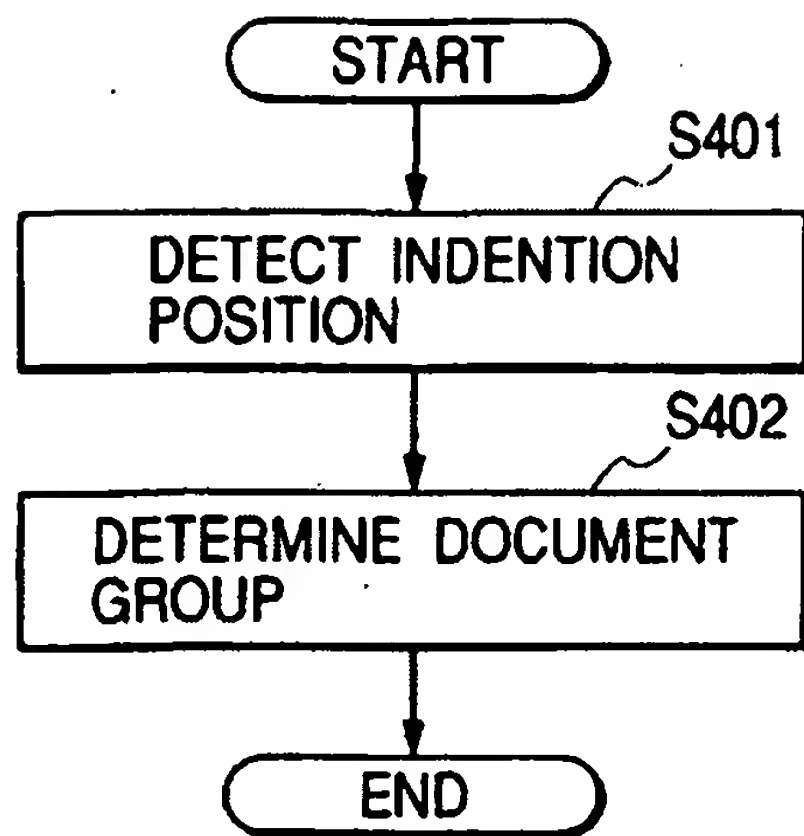 START
S401
DETECT INDENTION
POSITION
S402
DETERMINE DOCUMENT
GROUP
END